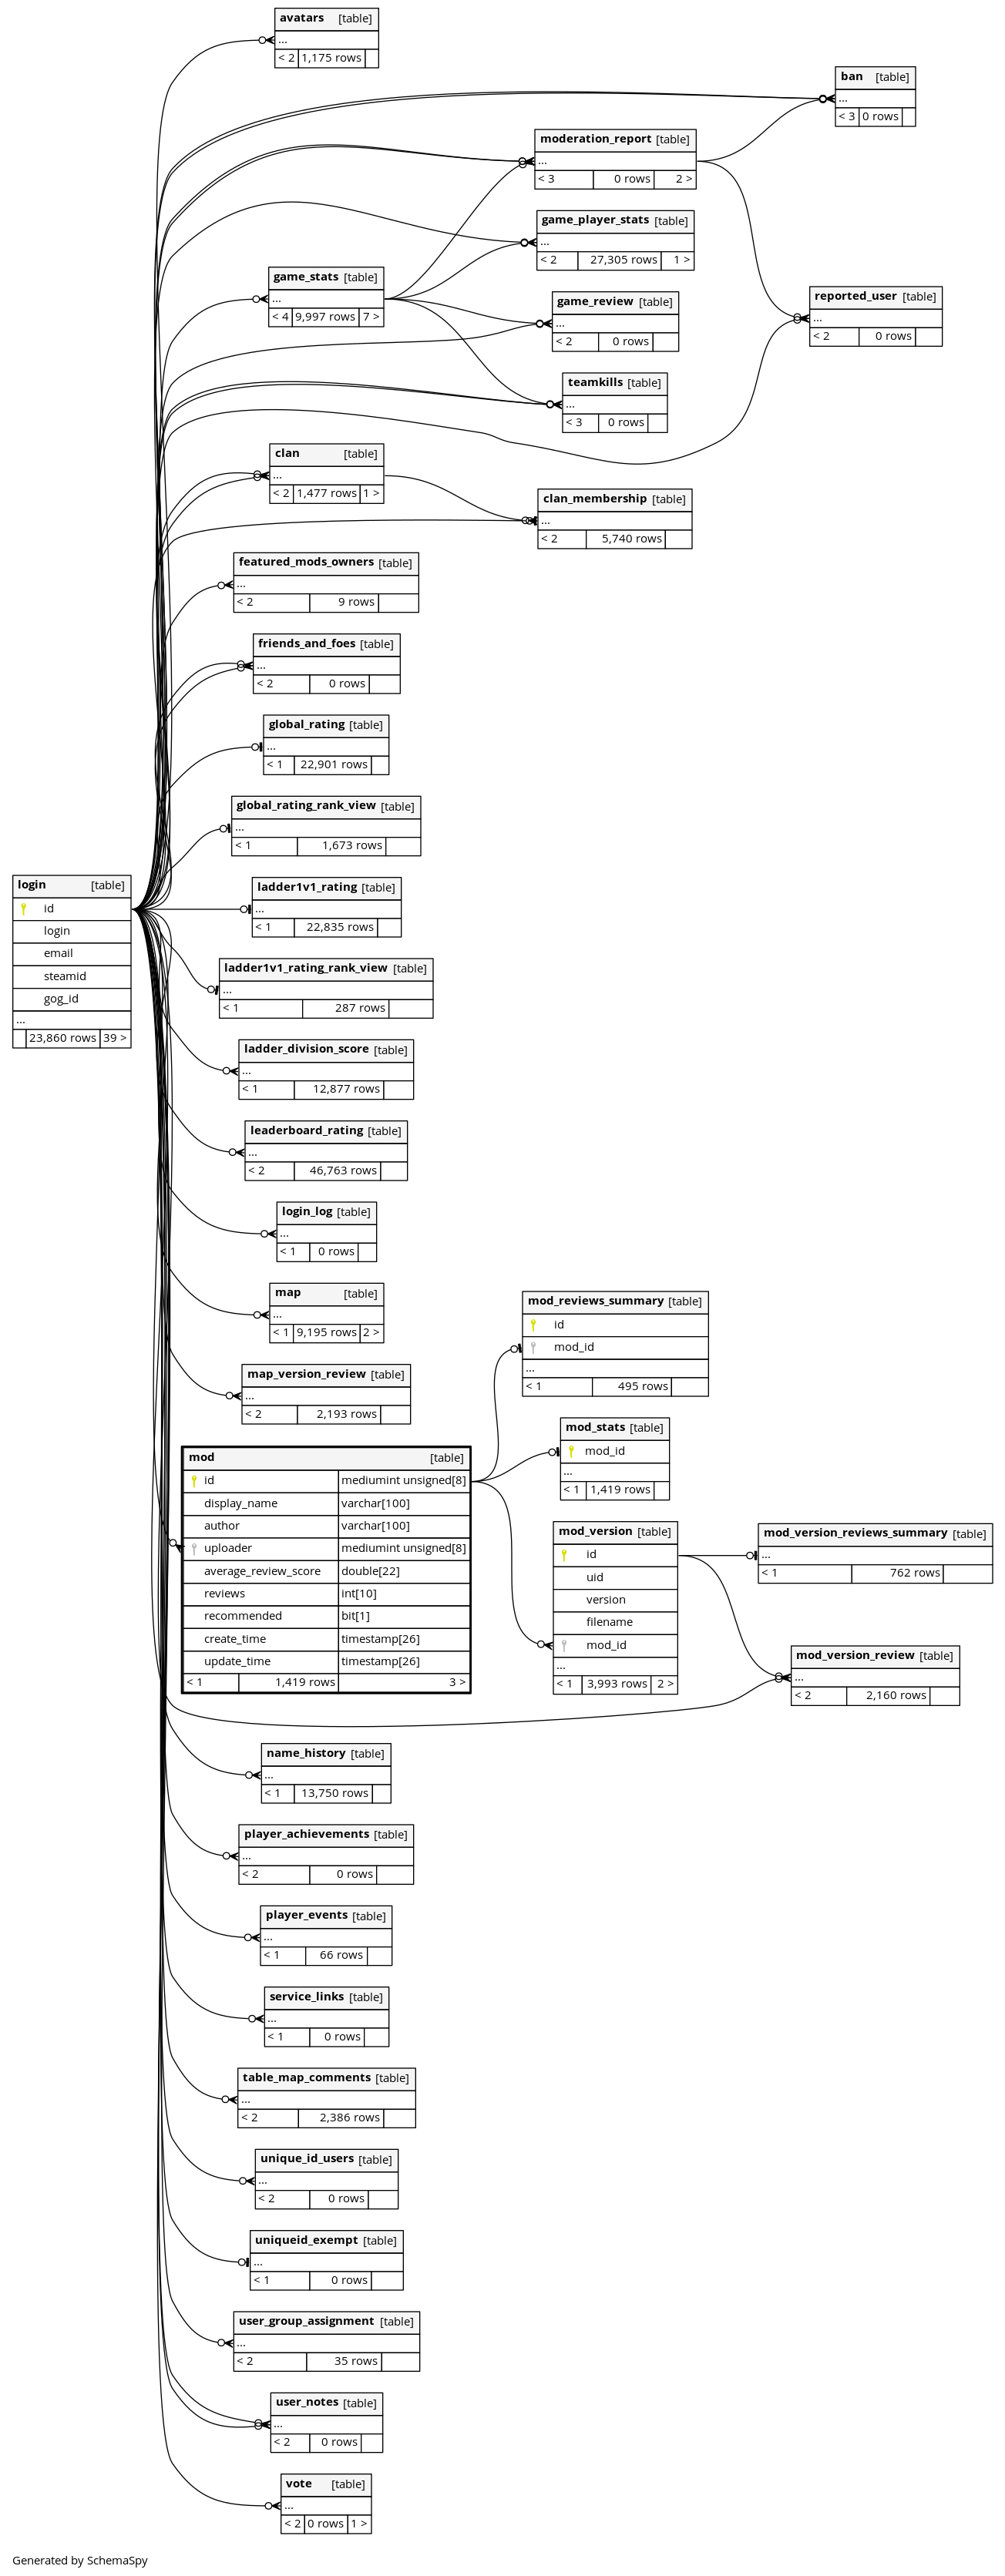 avatars [table]
...
< 2 1,175 rows
ban [table]
...
< 3 0 rows
moderation_report [table]
...
< 3 0 rows 2 >
game_player_stats [table]
...
< 2 27,305 rows 1 >
game_stats [table]
...
< 4 9,997 rows 7 >
game_review [table]
...
< 2 0 rows
reported_user [table]
...
< 2 0 rows
teamkills [table]
...
< 3 0 rows
clan [table]
...
< 2 1,477 rows 1 >
clan_membership [table]
...
< 2 5,740 rows
featured_mods_owners [table]
...
< 2 9 rows
friends_and_foes [table]
...
< 2 0 rows
global_rating [table]
...
< 1 22,901 rows
global_rating_rank_view [table]
...
< 1 1,673 rows
login [table]
id
login
email
steamid
gog_id
...
23,860 rows 39 >
ladder1v1_rating [table]
...
< 1 22,835 rows
ladder1v1_rating_rank_view [table]
...
< 1 287 rows
ladder_division_score [table]
...
< 1 12,877 rows
leaderboard_rating [table]
...
< 2 46,763 rows
login_log [table]
...
< 1 0 rows
map [table]
...
< 1 9,195 rows 2 >
mod_reviews_summary [table]
id
mod_id
...
< 1 495 rows
map_version_review [table]
...
< 2 2,193 rows
mod_stats [table]
mod_id
...
< 1 1,419 rows
mod [table]
id mediumint unsigned[8]
display_name varchar[100]
author varchar[100]
uploader mediumint unsigned[8]
average_review_score double[22]
reviews int[10]
recommended bit[1]
create_time timestamp[26]
update_time timestamp[26]
< 1 1,419 rows 3 >
mod_version [table]
id
uid
version
filename
mod_id
...
< 1 3,993 rows 2 >
mod_version_reviews_summary [table]
...
< 1 762 rows
mod_version_review [table]
...
< 2 2,160 rows
name_history [table]
...
< 1 13,750 rows
player_achievements [table]
...
< 2 0 rows
player_events [table]
...
< 1 66 rows
service_links [table]
...
< 1 0 rows
table_map_comments [table]
...
< 2 2,386 rows
unique_id_users [table]
...
< 2 0 rows
uniqueid_exempt [table]
...
< 1 0 rows
user_group_assignment [table]
...
< 2 35 rows
user_notes [table]
...
< 2 0 rows
vote [table]
...
< 2 0 rows 1 >
Generated by SchemaSpy